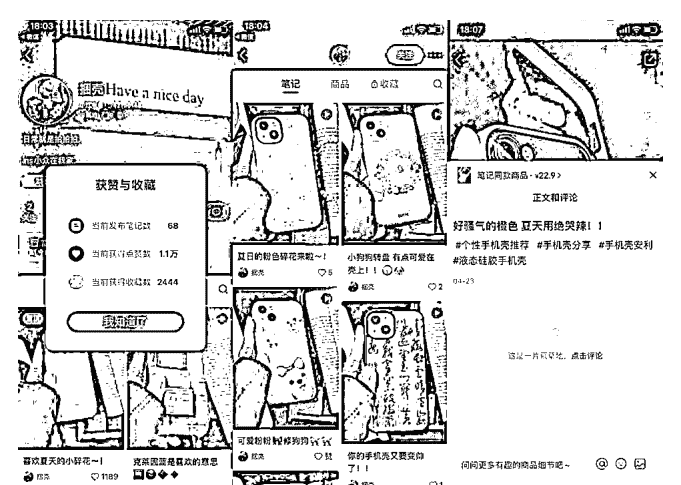 18:03
Have a nice day
获赞与收藏
当前发布笔记数 68
当前获得点赞数 1.1万
当前获得收藏数 2444
我知道了
喜欢夏天的小碎花~!
1189
克莱因蓝是喜欢的意思
18:04
笔记 商品 收藏
夏日的粉色碎花来啦~!
5
小狗狗转盘 有点可爱在
壳上!!
2
可爱粉粉
你的手机壳又要变帅
了!!
18:07
笔记同款商品 · ¥22.9 >
正文和评论
好骚气的橙色 夏天用绝哭辣!!
#个性手机壳推荐 #手机壳分享 #手机壳安利
#液态硅胶手机壳
04-23
这是一片荒草地,点击评论
问问更多有趣的商品细节吧~